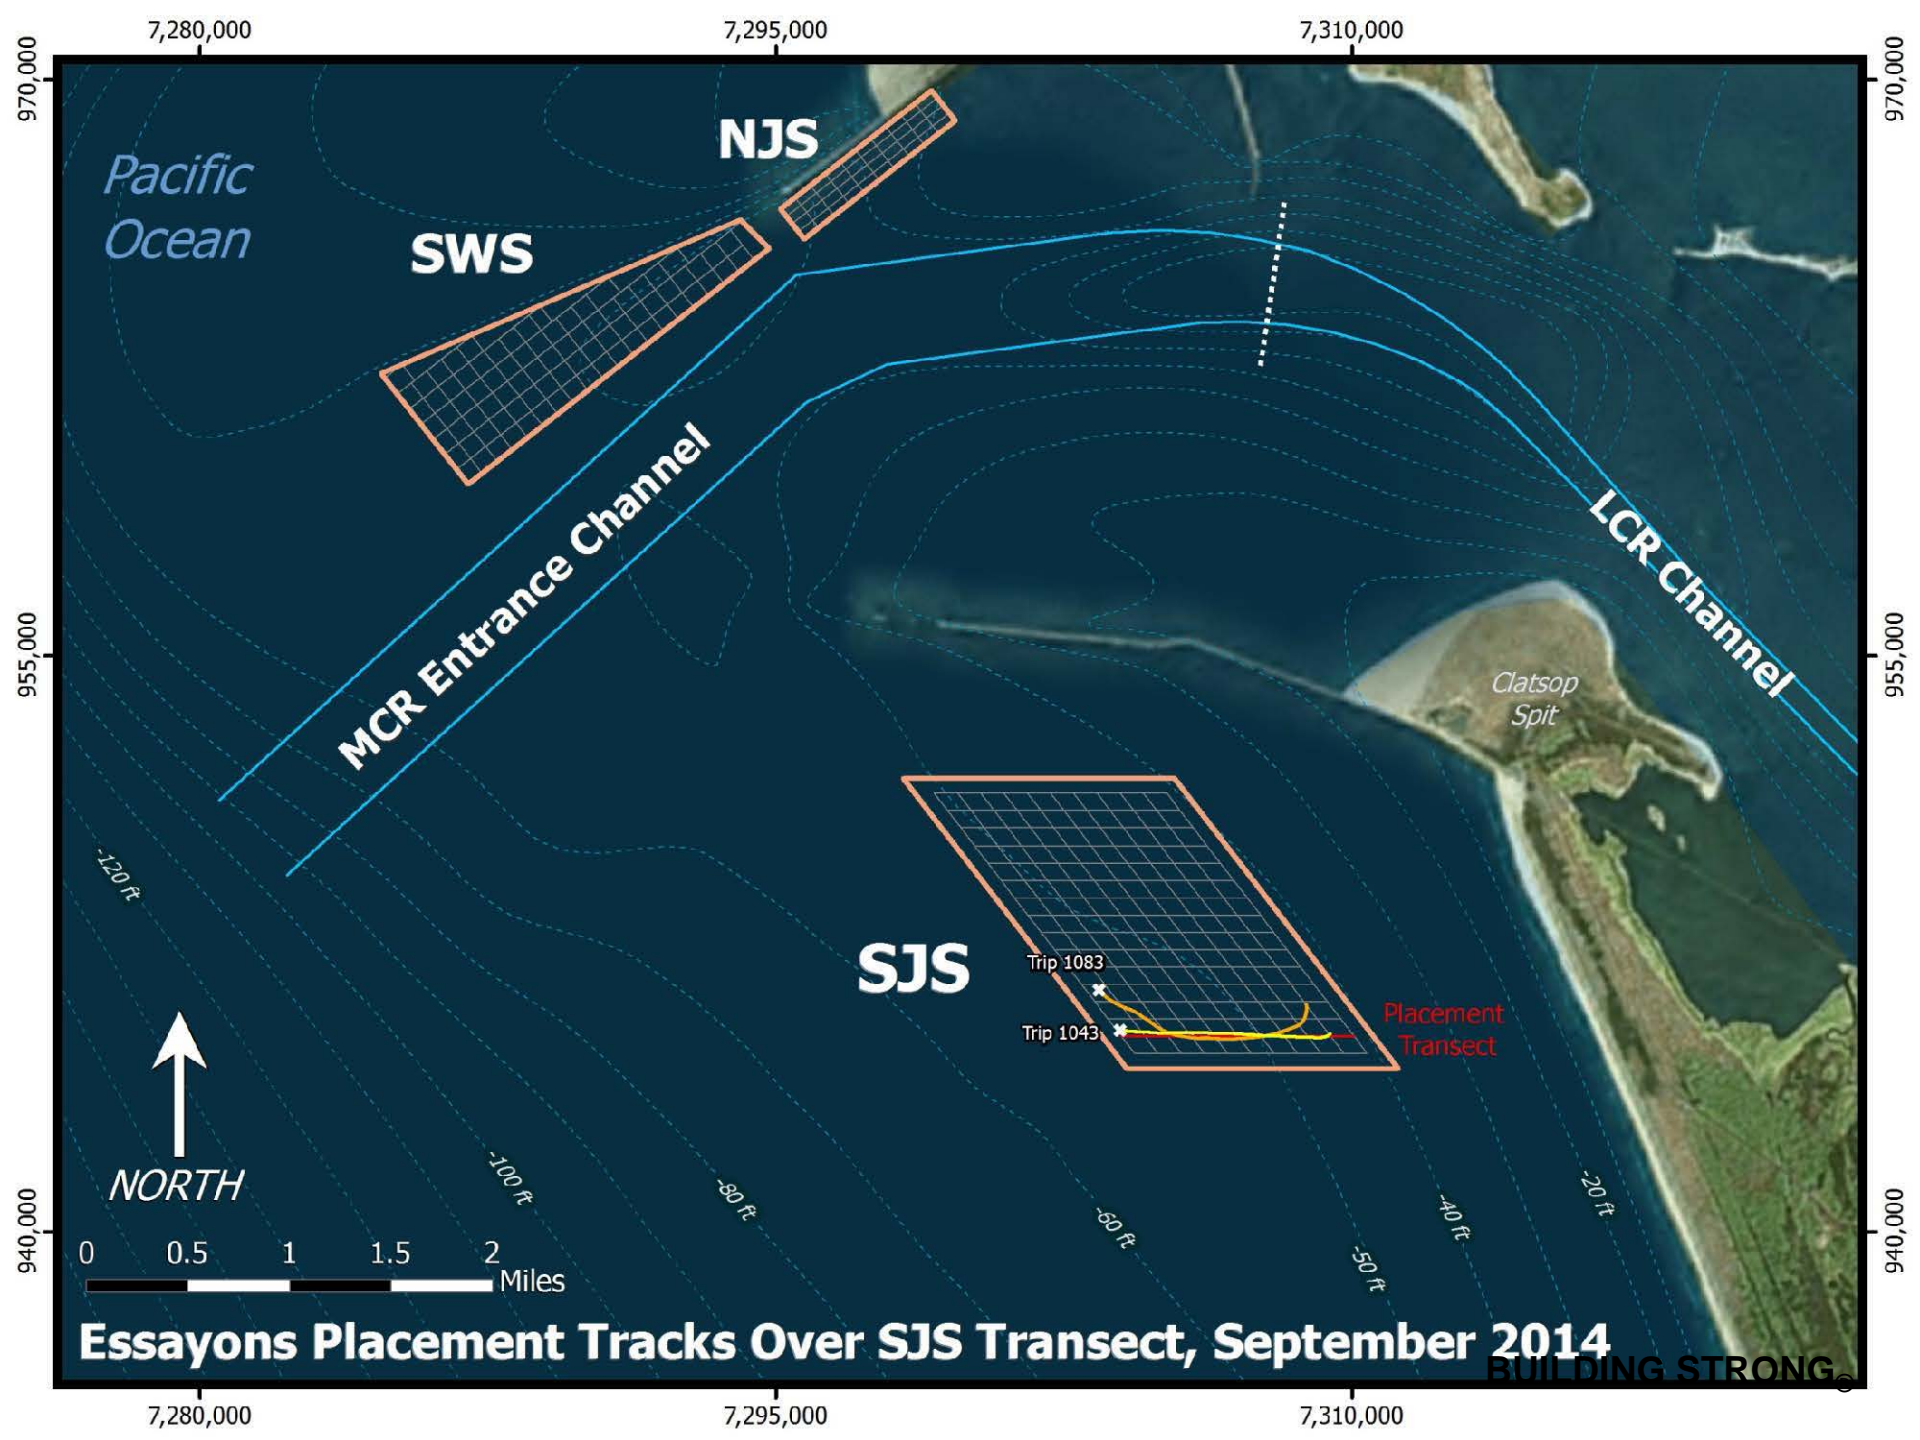 7,280,000
7,295,000
7,310,000
970,000
970,000
NJS
Pacific
Ocean
SWS
MCR Entrance Channel
LCR Channel
955,000
955,000
Clatsop
Spit
-120 ft
SJS
Trip 1083
Trip 1043
Placement
Transect
NORTH
-100 ft
-80 ft
-60 ft
-50 ft
-40 ft
-20 ft
940,000
940,000
0 0.5 1 1.5 2
Miles
Essayons Placement Tracks Over SJS Transect, September 2014
BUILDING STRONG©
7,280,000
7,295,000
7,310,000